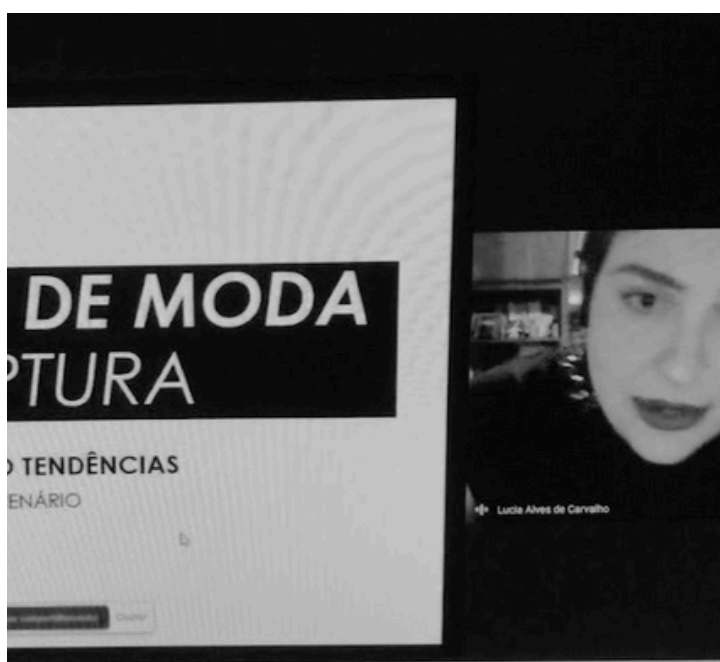 DE MODA
PTURA
O TENDÊNCIAS
ENÁRIO
Lucia Alves de Carvalho